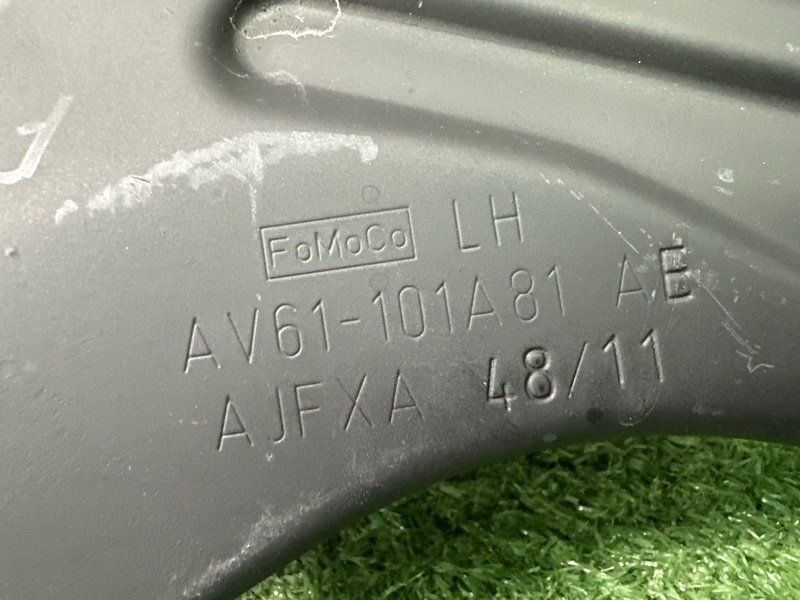 FoMoCo LH
AV61-101A81 AE
AJFXA 48/11